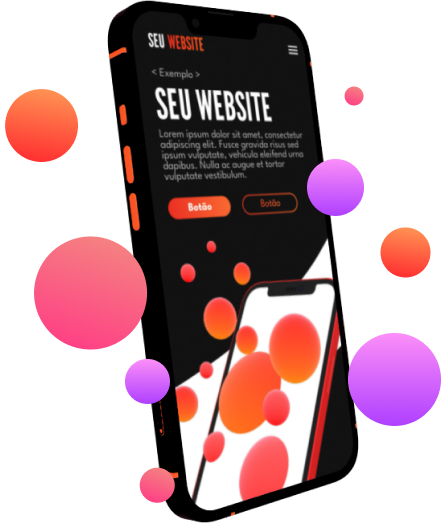 SEU WEBSITE
< Exemplo >
SEU WEBSITE
Lorem ipsum dolor sit amet, consectetur
adipiscing elit. Fusce gravida risus sed
ipsum vulputate, vehicula eleifend urna
dapibus. Nulla ac augue et tortor
vulputate vestibulum.
Botão
Botão